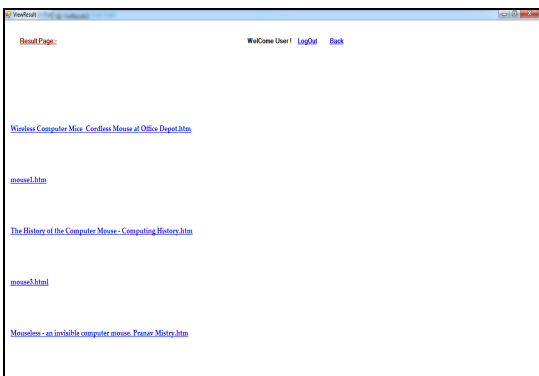 ViewResult
Result Page:-
WelCome User ! LogOut Back
Wireless Computer Mice Cordless Mouse at Office Depot.htm
mouse1.htm
The History of the Computer Mouse - Computing History.htm
mouse3.html
Mouseless - an invisible computer mouse. Pranav Mistry.htm